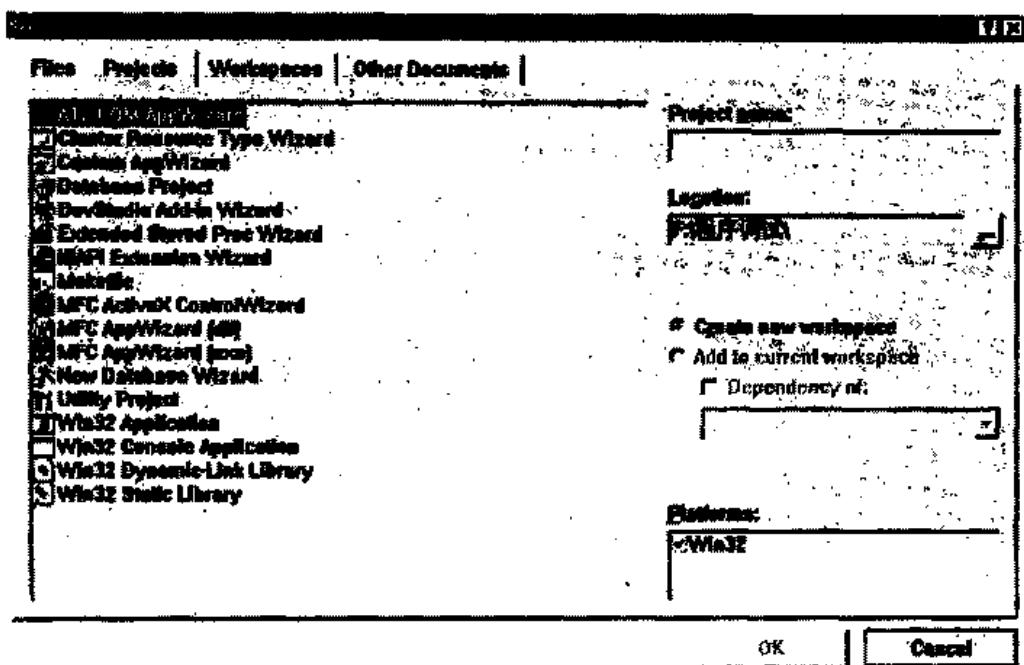 Files Projects Workspaces Other Documents
ATL COM AppWizard
Cluster Resource Type Wizard
Custom AppWizard
Database Project
DevStudio Add-in Wizard
Extended Stored Proc Wizard
ISAPI Extension Wizard
Makefile
MFC ActiveX ControlWizard
MFC AppWizard (dll)
MFC AppWizard (exe)
New Database Wizard
Utility Project
Win32 Application
Win32 Console Application
Win32 Dynamic-Link Library
Win32 Static Library
Project name:
Location:
Create new workspace
Add to current workspace
Dependency of:
Platforms:
Win32
OK
Cancel